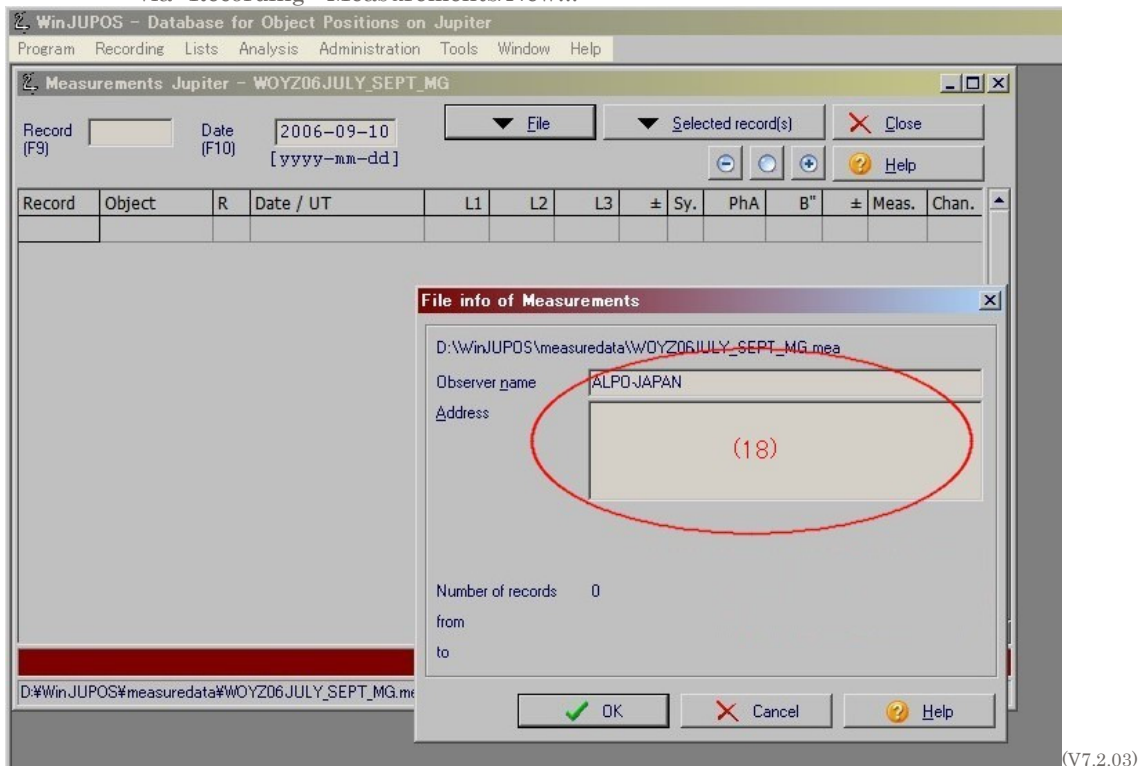 WinJUPOS - Database for Object Positions on Jupiter
Program Recording Lists Analysis Administration Tools Window Help
Measurements Jupiter - WOYZ06JULY_SEPT_MG
Record (F9) Date (F10) 2006-09-10 [yyyy-mm-dd] File Selected record(s) Close
Help
Record Object R Date / UT L1 L2 L3 ± Sy. PhA B" ± Meas. Chan.
File info of Measurements
D:\WinJUPOS\measuredata\WOYZ06JULY_SEPT_MG.mea
Observer name ALPO-JAPAN
Address
(18)
Number of records 0
from
to
D:¥WinJUPOS¥measuredata¥WOYZ06JULY_SEPT_MG.me
OK Cancel Help
(V7.2.03)